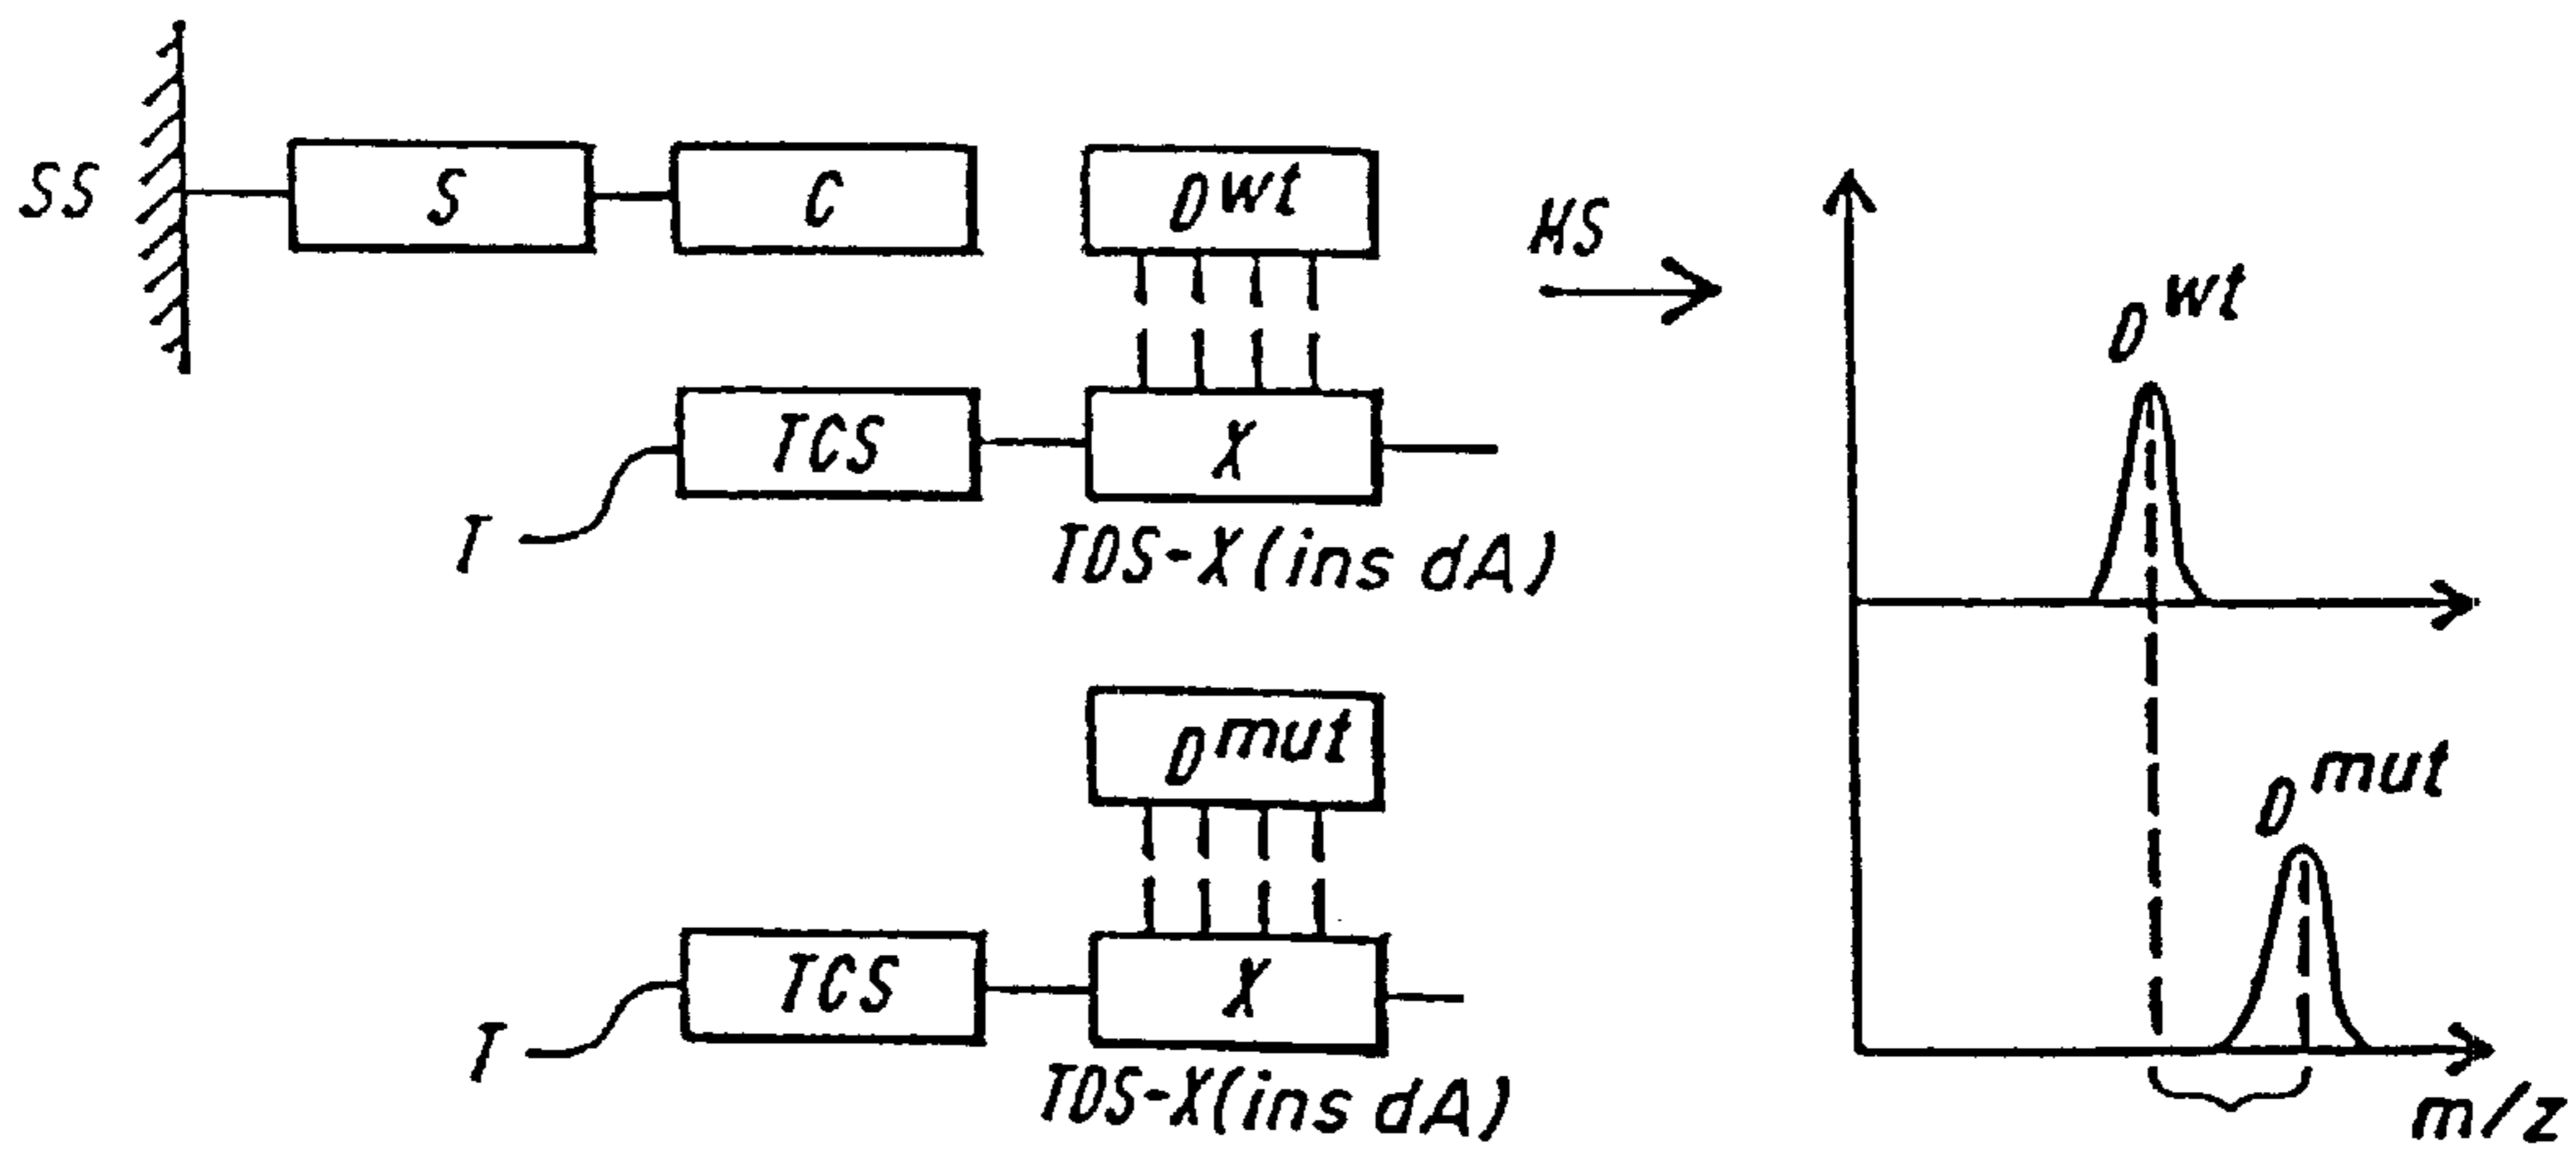 SS
S
C
D wt
MS
D wt
TCS
X
T
TDS-X(ins dA)
D mut
D mut
TCS
X
T
TDS-X(ins dA)
m/z